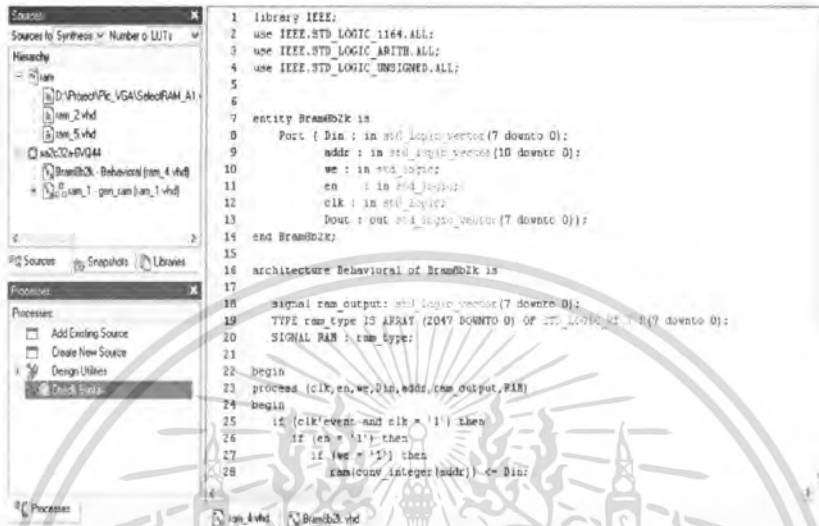 Sources
Sources for: Synthesis Number o LUTs
Hierarchy
ram
D:\Project\Pic_VGA\SelectRAM_A1.
ram_2.vhd
ram_5.vhd
xa2c32a-6VQ44
Bram8b2k - Behavioral (ram_4.vhd)
ram_1 - gen_ram (ram_1.vhd)
Sources Snapshots Libraries
Processes
Processes:
Add Existing Source
Create New Source
Design Utilities
Check Syntax
Processes
1 library IEEE;
2 use IEEE.STD_LOGIC_1164.ALL;
3 use IEEE.STD_LOGIC_ARITH.ALL;
4 use IEEE.STD_LOGIC_UNSIGNED.ALL;
5
6
7 entity Bram8b2k is
8 Port ( Din : in std_logic_vector(7 downto 0);
9 addr : in std_logic_vector(10 downto 0);
10 we : in std_logic;
11 en : in std_logic;
12 clk : in std_logic;
13 Dout : out std_logic_vector(7 downto 0));
14 end Bram8b2k;
15
16 architecture Behavioral of Bram8b2k is
17
18 signal ram_output: std_logic_vector(7 downto 0);
19 TYPE ram_type IS ARRAY (2047 DOWNTO 0) OF STD_LOGIC_VECTOR(7 downto 0);
20 SIGNAL RAM : ram_type;
21
22 begin
23 process (clk,en,we,Din,addr,ram_output,RAM)
24 begin
25 if (clk'event and clk = '1') then
26 if (en = '1') then
27 if (we = '1') then
28 ram(conv_integer(addr)) <= Din;
ram_4.vhd Bram8b2k.vhd